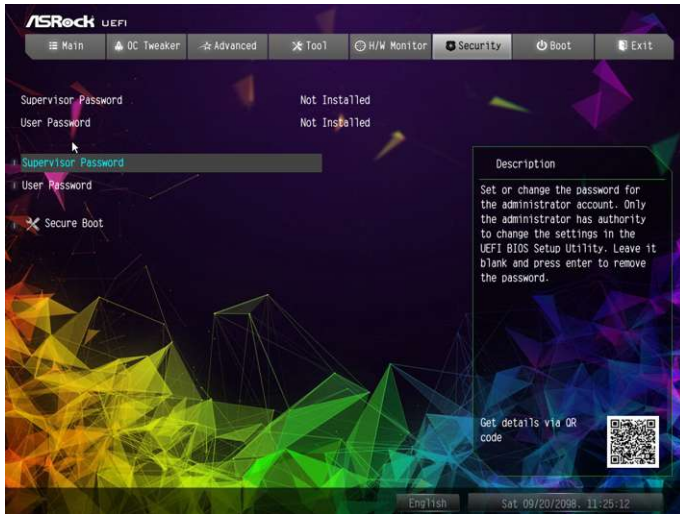 ASRock UEFI
Main OC Tweaker Advanced Tool H/W Monitor Security Boot Exit
Supervisor Password Not Installed
User Password Not Installed
Supervisor Password
User Password
Secure Boot
Description
Set or change the password for
the administrator account. Only
the administrator has authority
to change the settings in the
UEFI BIOS Setup Utility. Leave it
blank and press enter to remove
the password.
Get details via QR
code
English Sat 09/20/2098, 11:25:12